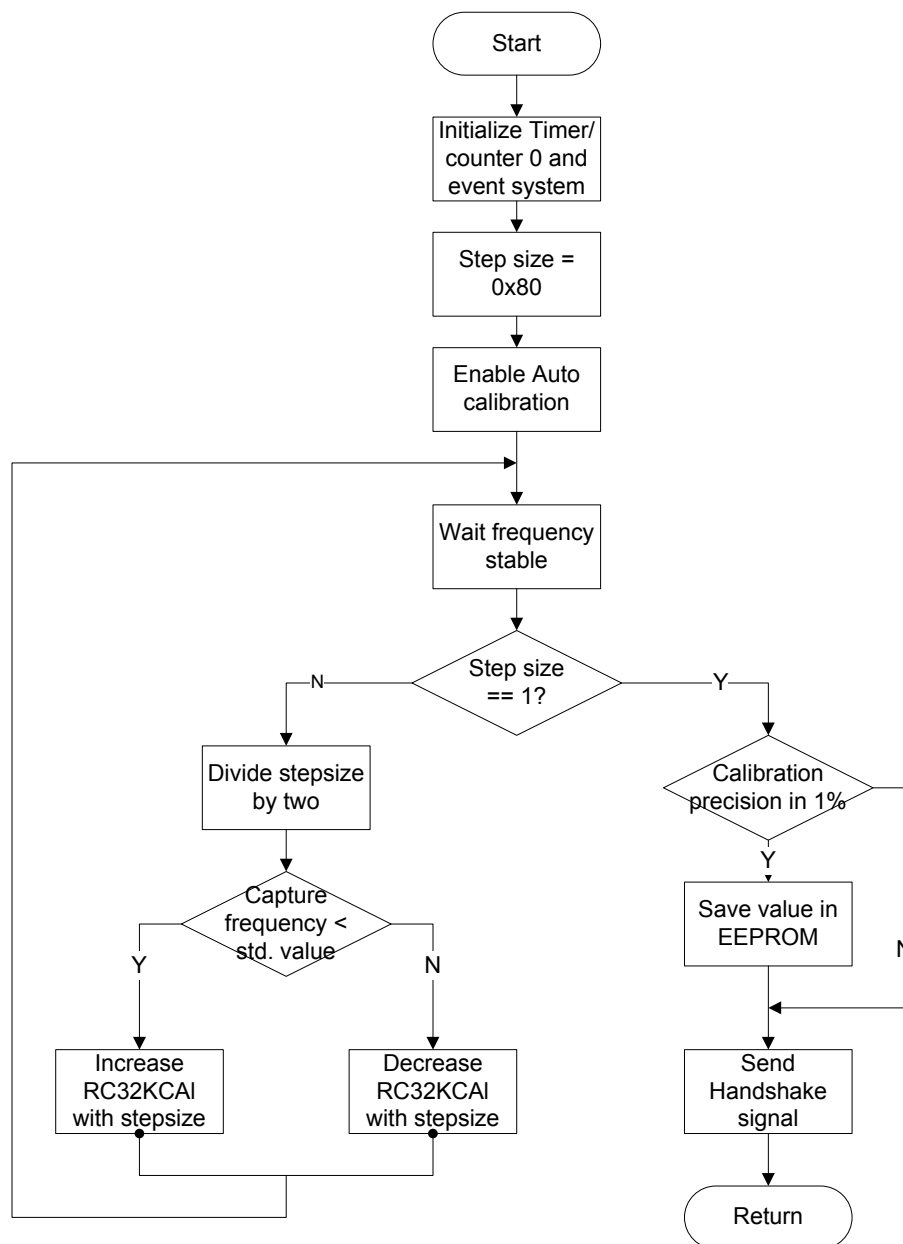 Start
Initialize Timer/
counter 0 and
event system
Step size =
0x80
Enable Auto
calibration
Wait frequency
stable
Step size
== 1?
N
Y
Divide stepsize
by two
Calibration
precision in 1%
Y
Capture
frequency <
std. value
Save value in
EEPROM
Y
N
N
Increase
RC32KCAl
with stepsize
Decrease
RC32KCAl
with stepsize
Send
Handshake
signal
Return